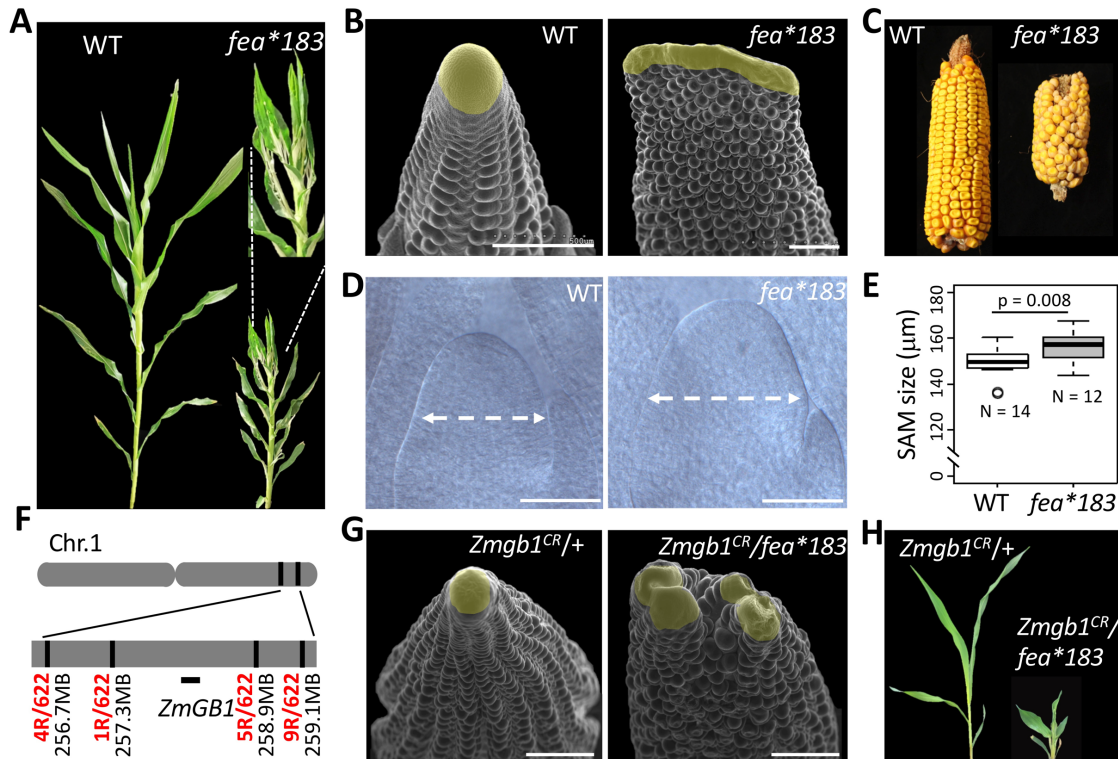 A
WT
fea*183
B
WT
fea*183
500um
C
WT
fea*183
D
WT
fea*183
E
180
160
140
120
0
SAM size (μm)
p = 0.008
N = 14
N = 12
WT
fea*183
F
Chr.1
4R/622
256.7MB
1R/622
257.3MB
ZmGB1
5R/622
258.9MB
9R/622
259.1MB
G
Zmgb1CR/+
Zmgb1CR/fea*183
H
Zmgb1CR/+
Zmgb1CR/
fea*183